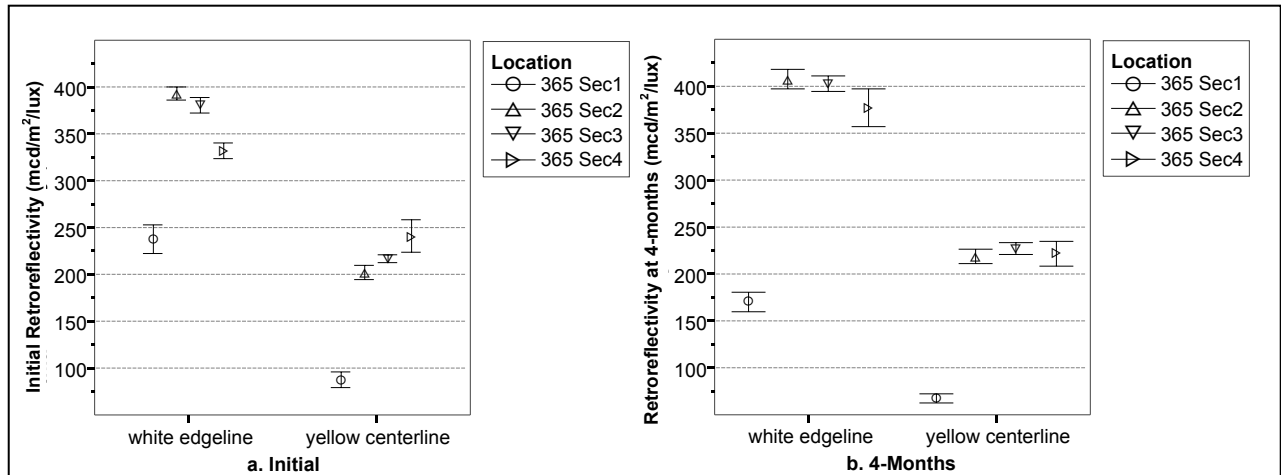 Initial Retroreflectivity (mcd/m²/lux)
400
350
300
250
200
150
100
white edgeline
yellow centerline
a. Initial
Location
365 Sec1
365 Sec2
365 Sec3
365 Sec4
Retroreflectivity at 4-months (mcd/m²/lux)
400
350
300
250
200
150
100
white edgeline
yellow centerline
b. 4-Months
Location
365 Sec1
365 Sec2
365 Sec3
365 Sec4